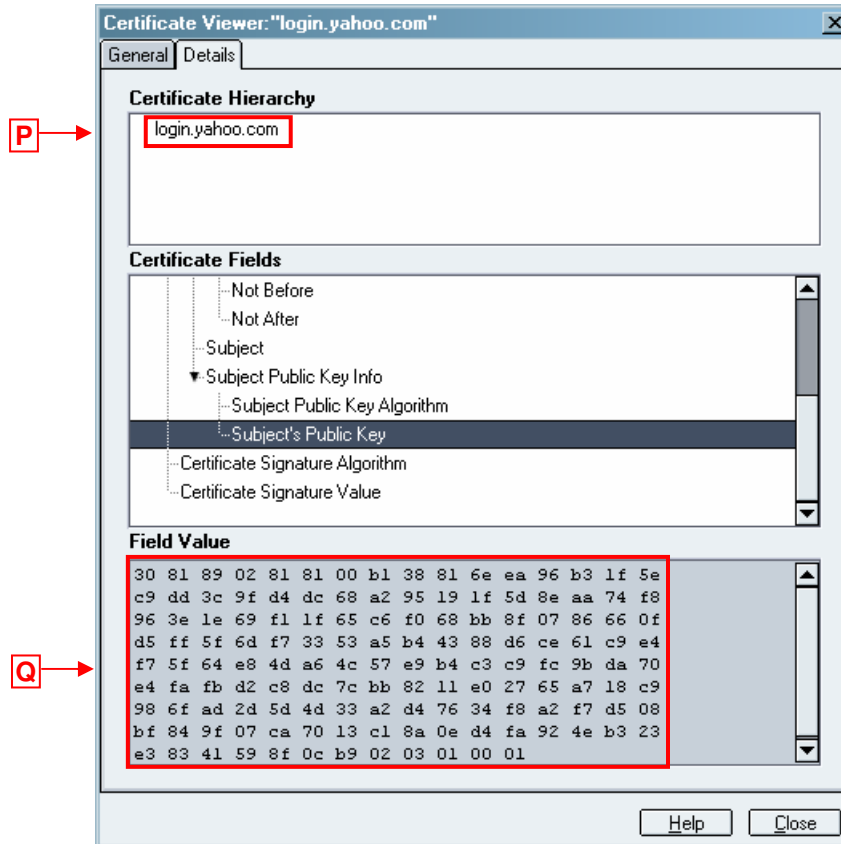 Certificate Viewer:"login.yahoo.com"
General Details
Certificate Hierarchy
P
login.yahoo.com
Certificate Fields
Not Before
Not After
Subject
Subject Public Key Info
Subject Public Key Algorithm
Subject's Public Key
Certificate Signature Algorithm
Certificate Signature Value
Field Value
30 81 89 02 81 81 00 b1 38 81 6e ea 96 b3 1f 5e
c9 dd 3c 9f d4 dc 68 a2 95 19 1f 5d 8e aa 74 f8
96 3e 1e 69 f1 1f 65 c6 f0 68 bb 8f 07 86 66 0f
d5 ff 5f 6d f7 33 53 a5 b4 43 88 d6 ce 61 c9 e4
f7 5f 64 e8 4d a6 4c 57 e9 b4 c3 c9 fc 9b da 70
Q
e4 fa fb d2 c8 dc 7c bb 82 11 e0 27 65 a7 18 c9
98 6f ad 2d 5d 4d 33 a2 d4 76 34 f8 a2 f7 d5 08
bf 84 9f 07 ca 70 13 c1 8a 0e d4 fa 92 4e b3 23
e3 83 41 59 8f 0c b9 02 03 01 00 01
Help Close